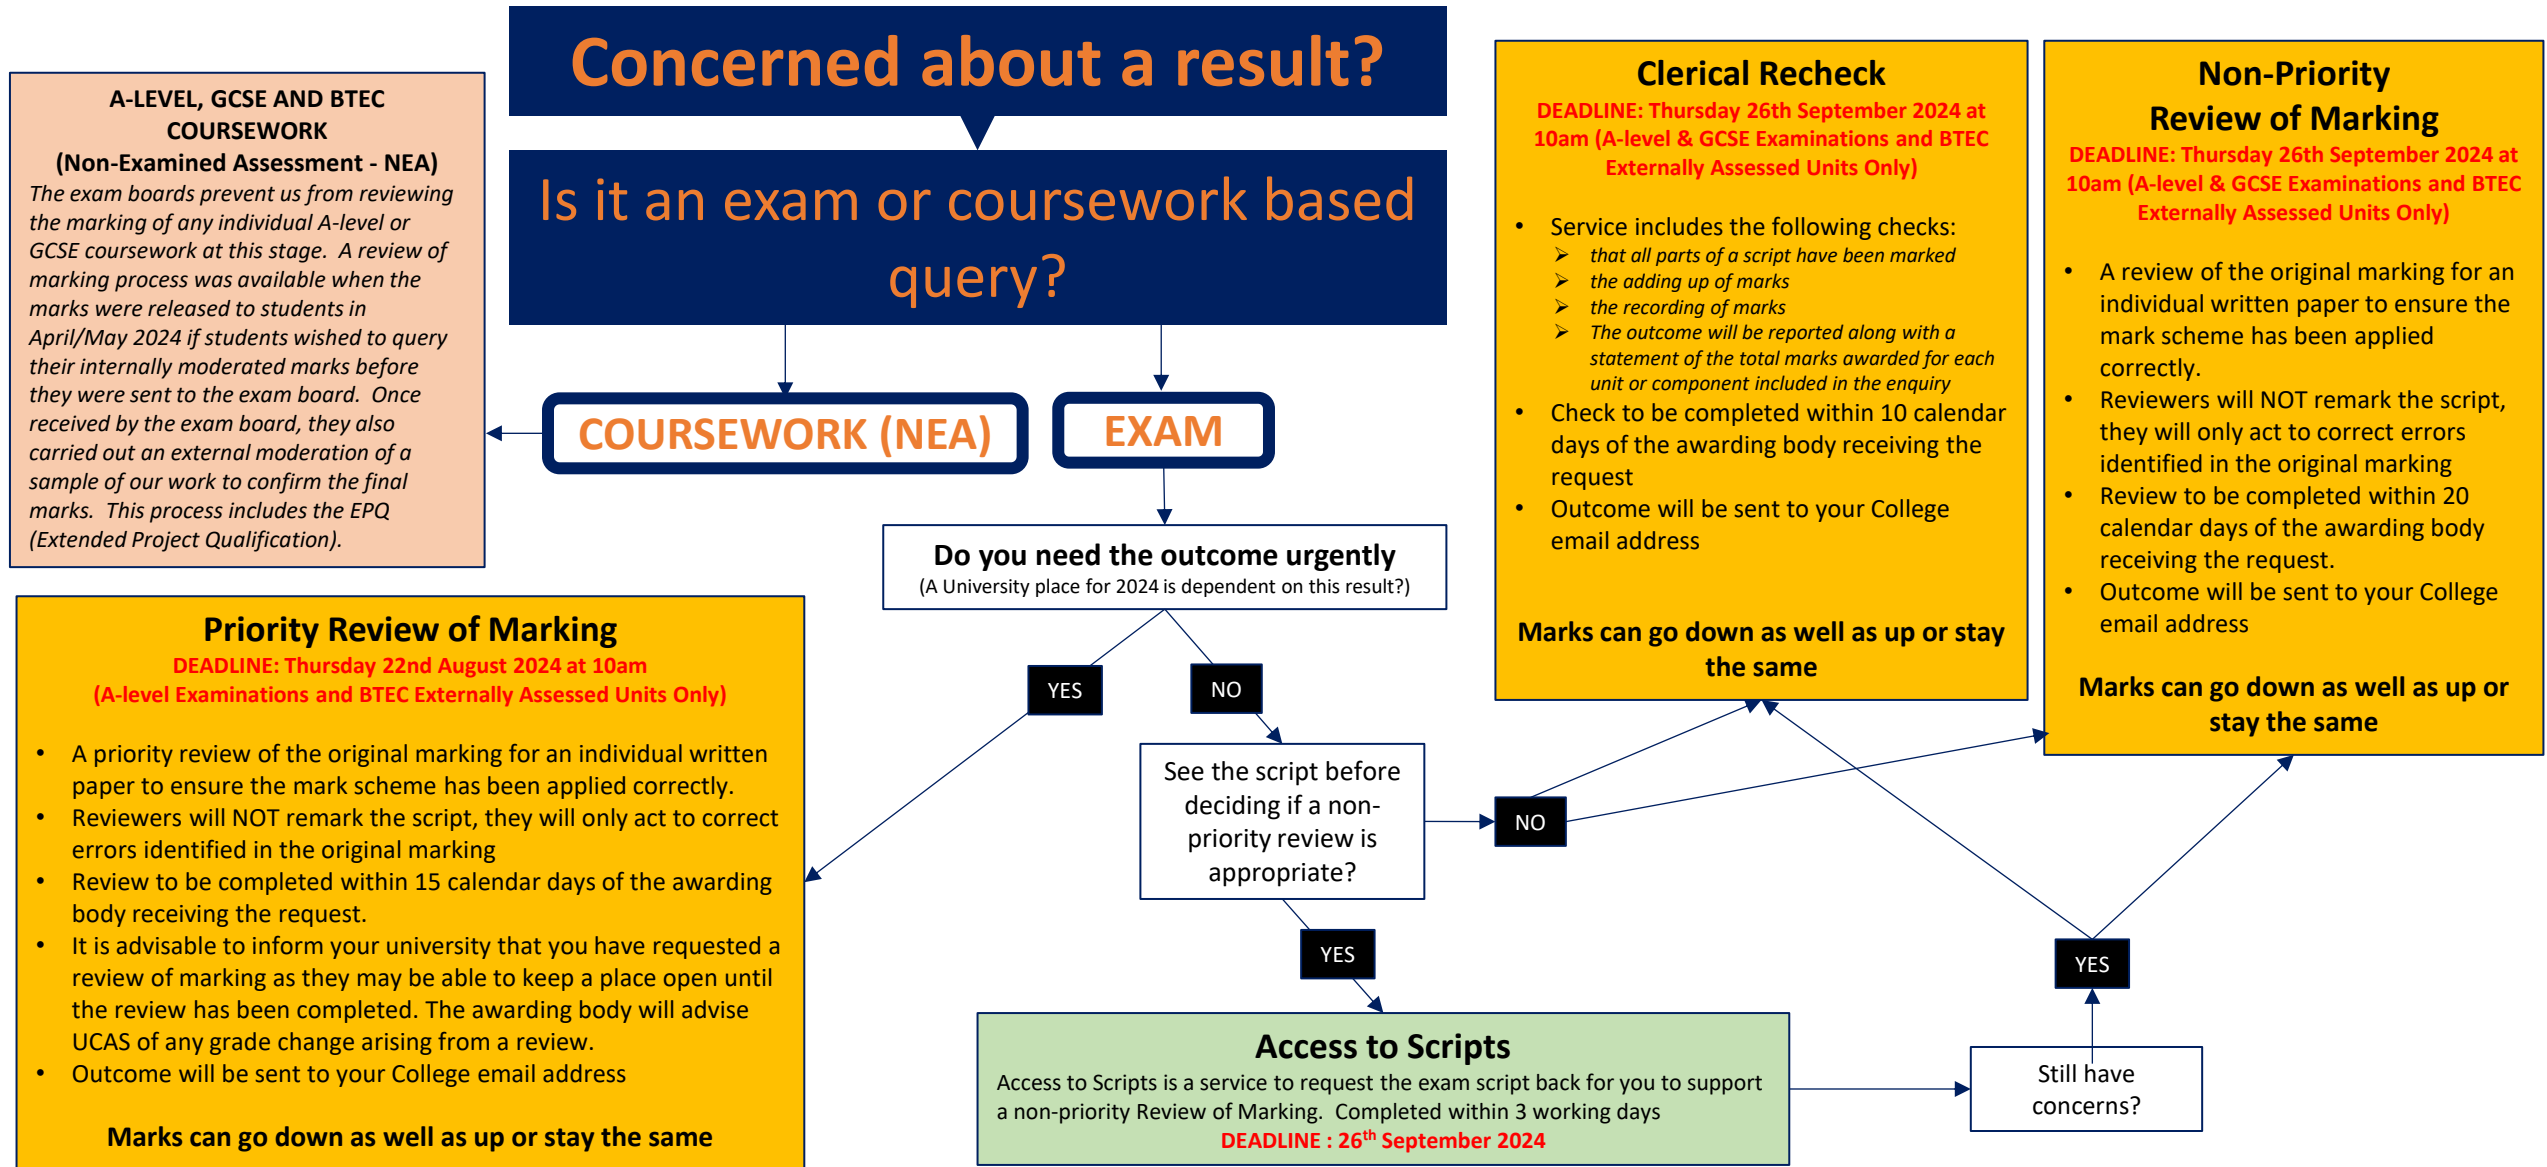 Concerned about a result?
Is it an exam or coursework based
query?
A-LEVEL, GCSE AND BTEC
COURSEWORK
(Non-Examined Assessment - NEA)
The exam boards prevent us from reviewing
the marking of any individual A-level or
GCSE coursework at this stage.  A review of
marking process was available when the
marks were released to students in
April/May 2024 if students wished to query
their internally moderated marks before
they were sent to the exam board.  Once
received by the exam board, they also
carried out an external moderation of a
sample of our work to confirm the final
marks.  This process includes the EPQ
(Extended Project Qualification).
COURSEWORK (NEA)
EXAM
Do you need the outcome urgently
(A University place for 2024 is dependent on this result?)
YES
NO
Priority Review of Marking
DEADLINE: Thursday 22nd August 2024 at 10am
(A-level Examinations and BTEC Externally Assessed Units Only)
• A priority review of the original marking for an individual written
paper to ensure the mark scheme has been applied correctly.
• Reviewers will NOT remark the script, they will only act to correct
errors identified in the original marking
• Review to be completed within 15 calendar days of the awarding
body receiving the request.
• It is advisable to inform your university that you have requested a
review of marking as they may be able to keep a place open until
the review has been completed. The awarding body will advise
UCAS of any grade change arising from a review.
• Outcome will be sent to your College email address
Marks can go down as well as up or stay the same
See the script before
deciding if a non-
priority review is
appropriate?
NO
YES
Access to Scripts
Access to Scripts is a service to request the exam script back for you to support
a non-priority Review of Marking.  Completed within 3 working days
DEADLINE : 26th September 2024
Still have
concerns?
YES
Clerical Recheck
DEADLINE: Thursday 26th September 2024 at
10am (A-level & GCSE Examinations and BTEC
Externally Assessed Units Only)
• Service includes the following checks:
➢ that all parts of a script have been marked
➢ the adding up of marks
➢ the recording of marks
➢ The outcome will be reported along with a
statement of the total marks awarded for each
unit or component included in the enquiry
• Check to be completed within 10 calendar
days of the awarding body receiving the
request
• Outcome will be sent to your College
email address
Marks can go down as well as up or stay
the same
Non-Priority
Review of Marking
DEADLINE: Thursday 26th September 2024 at
10am (A-level & GCSE Examinations and BTEC
Externally Assessed Units Only)
• A review of the original marking for an
individual written paper to ensure the
mark scheme has been applied
correctly.
• Reviewers will NOT remark the script,
they will only act to correct errors
identified in the original marking
• Review to be completed within 20
calendar days of the awarding body
receiving the request.
• Outcome will be sent to your College
email address
Marks can go down as well as up or
stay the same